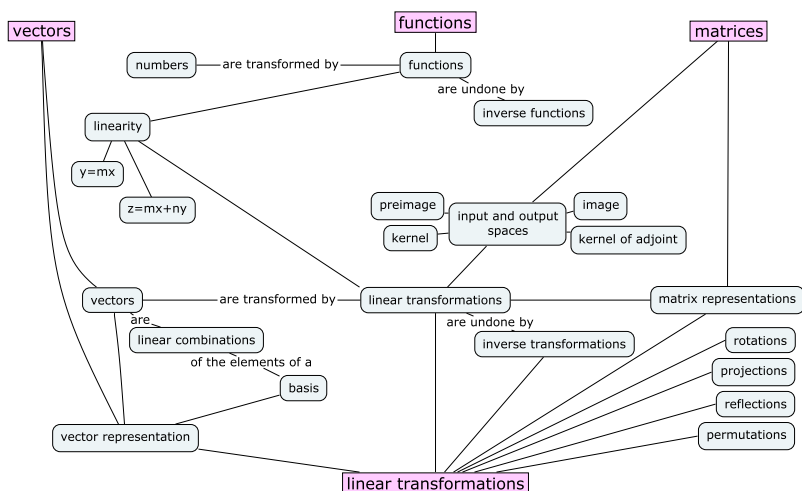 functions
vectors
matrices
numbers
are transformed by
functions
are undone by
inverse functions
linearity
y=mx
z=mx+ny
preimage
image
input and output
spaces
kernel
kernel of adjoint
vectors
are transformed by
linear transformations
matrix representations
are
are undone by
linear combinations
inverse transformations
rotations
of the elements of a
projections
basis
reflections
vector representation
permutations
linear transformations